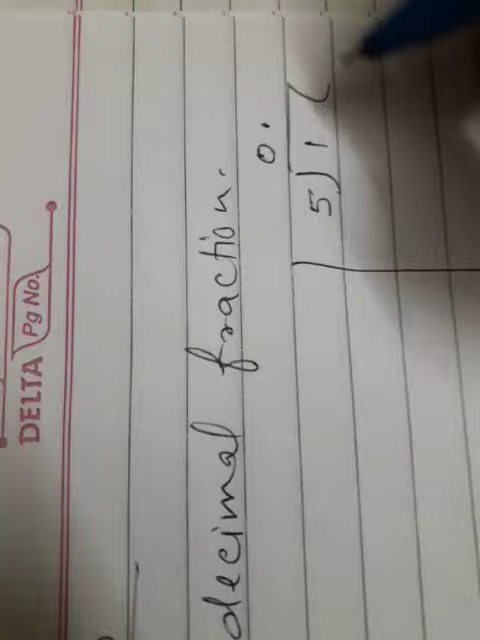 DELTA Pg No.
decimal fraction.
0.
5)1(